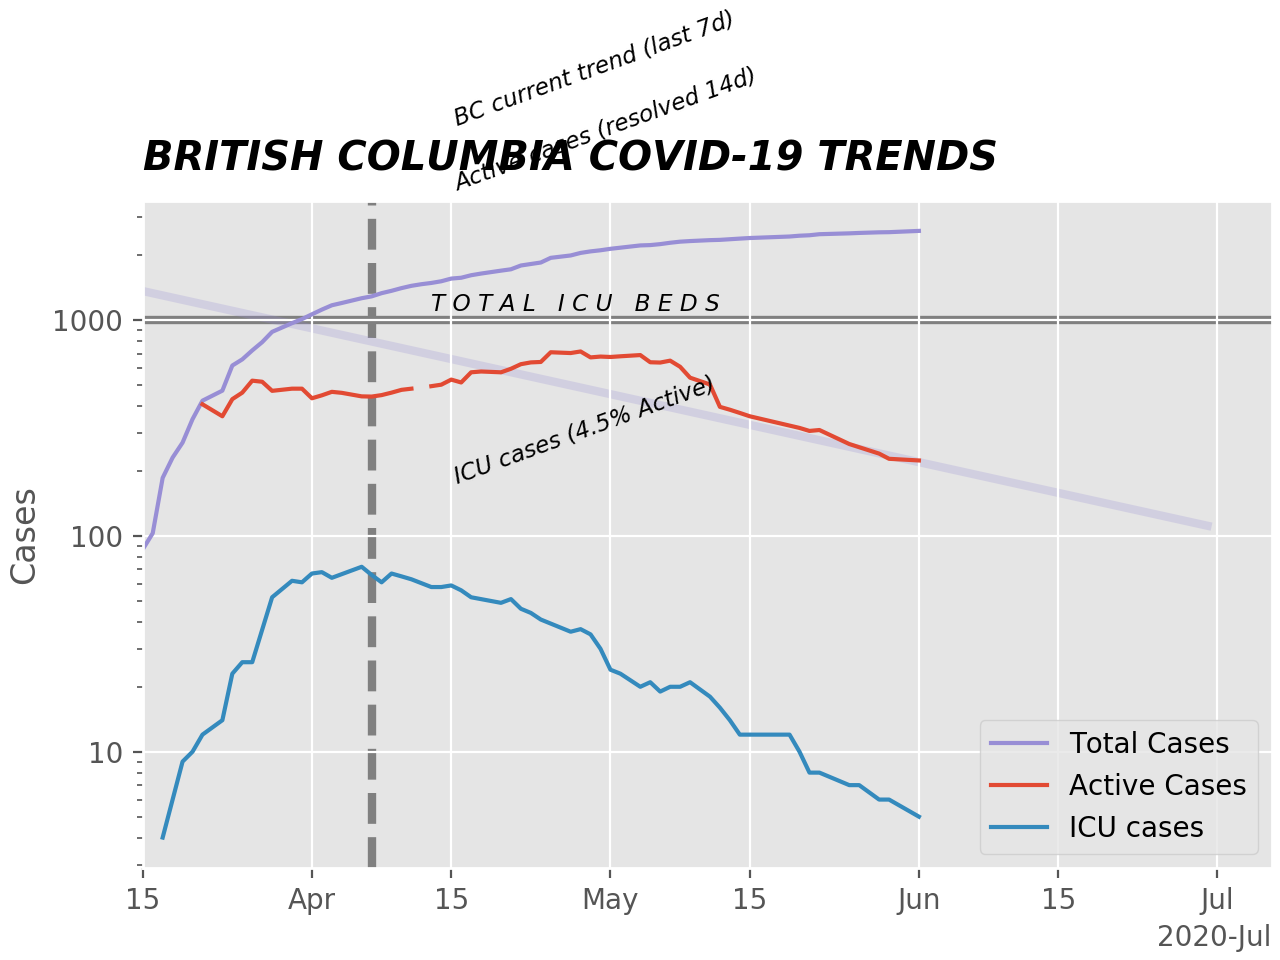 BC current trend (last 7d)
Active cases (resolved 14d)
BRITISH COLUMBIA COVID-19 TRENDS
TOTAL ICU BEDS
1000
ICU cases (4.5% Active)
Cases
100
10
Total Cases
Active Cases
ICU cases
15 Apr 15 May 15 Jun 15 Jul
2020-Jul